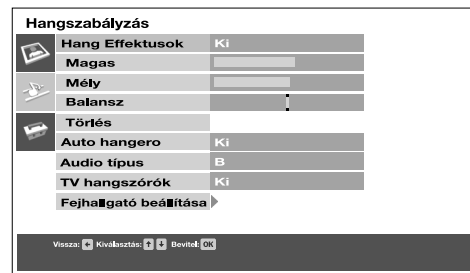 Hangszabályzás
Hang Effektusok Ki
Magas
Mély
Balansz
Törlés
Auto hangero Ki
Audio típus B
TV hangszórók Ki
Fejhallgató beállítása
Vissza: Kiválasztás: Bevitel: OK